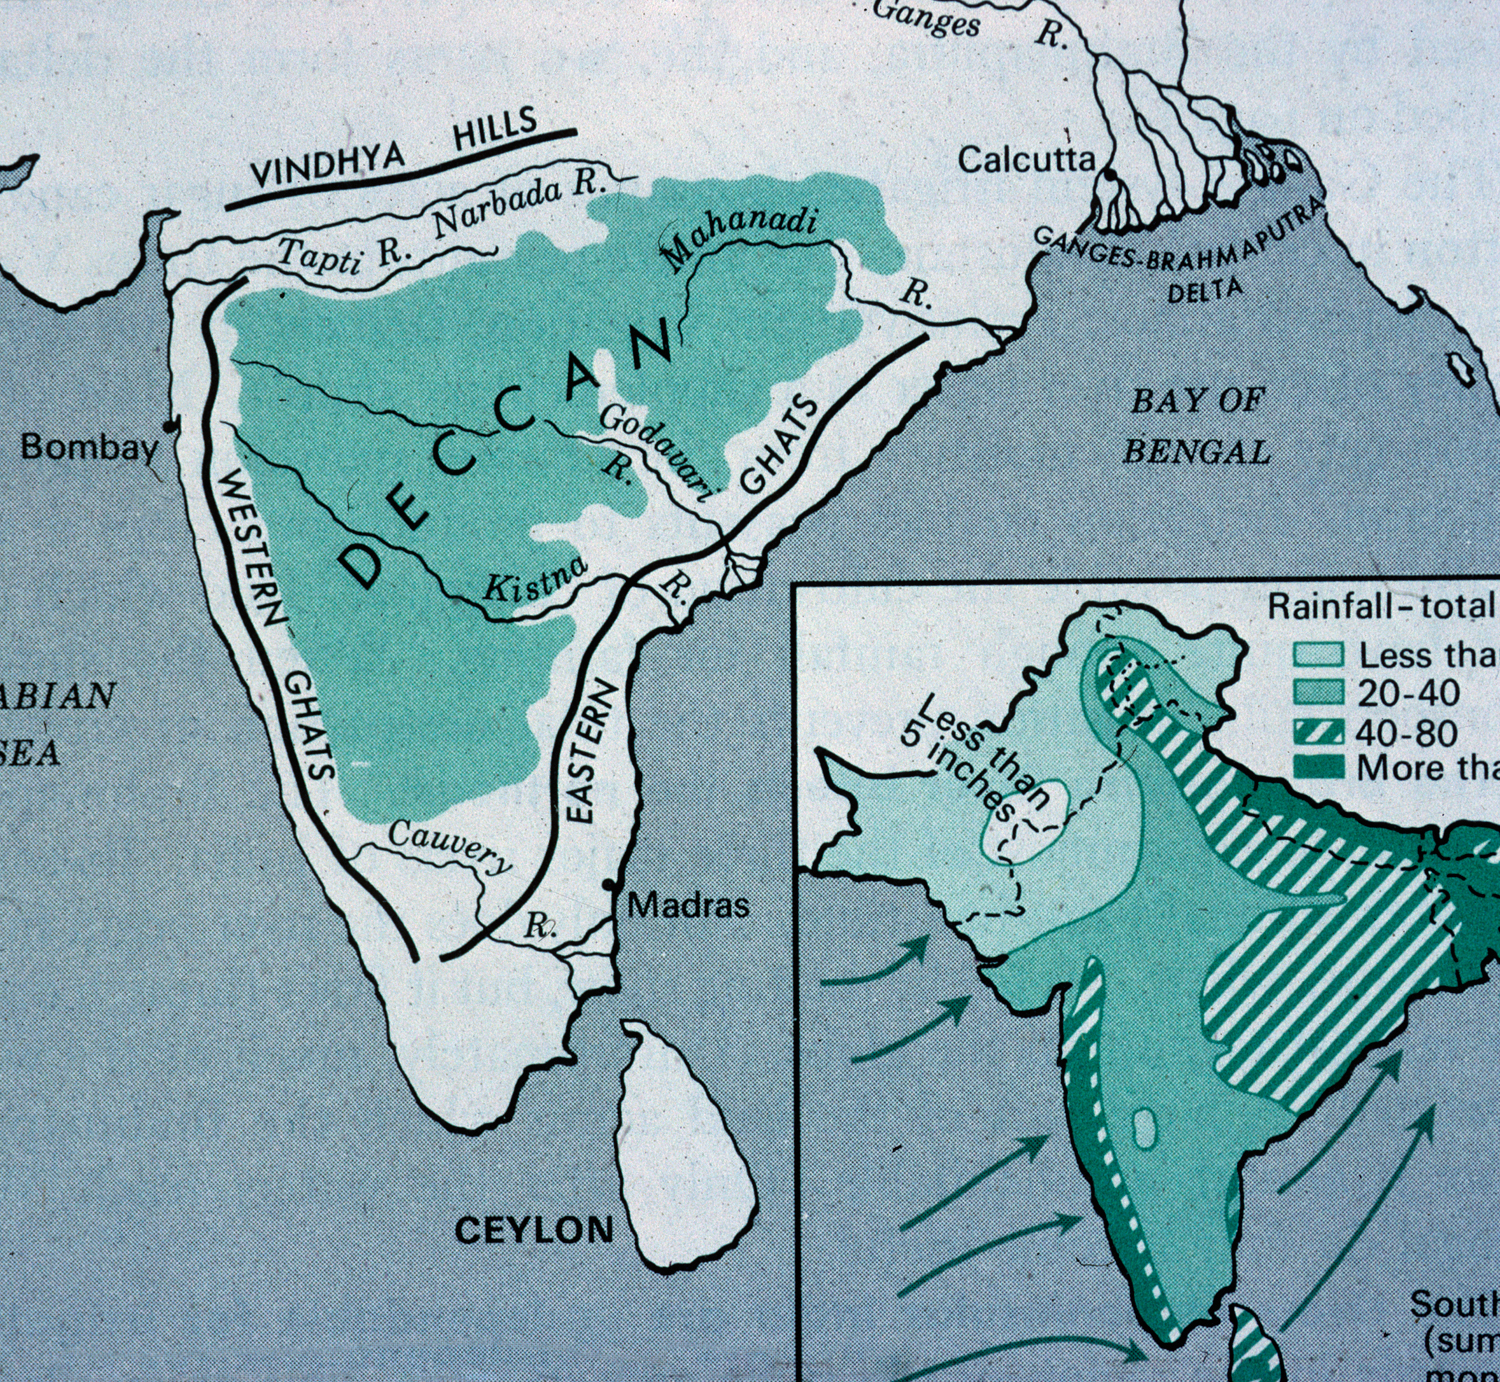 Ganges R.
VINDHYA HILLS
Calcutta
Narbada R.
Tapti R.
Mahanadi R.
GANGES-BRAHMAPUTRA
DELTA
DECCAN
Godavari R.
GHATS
BAY OF
BENGAL
Bombay
WESTERN GHATS
Kistna R.
EASTERN
ABIAN
SEA
Cauvery R.
Madras
CEYLON
Rainfall-total
Less tha
20-40
40-80
More tha
Less than
5 inches
South
(sum
mon